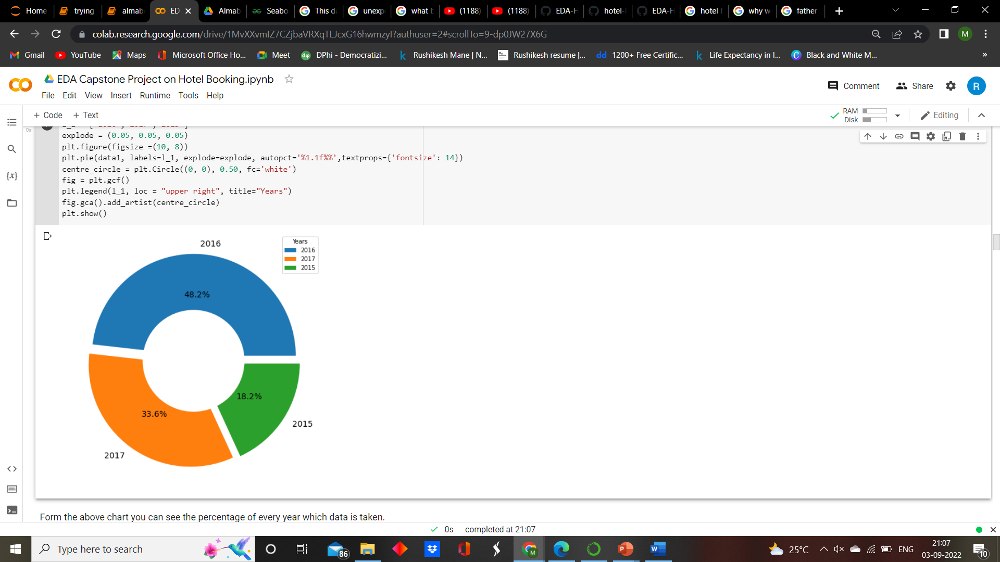 Home
trying
almab
ED
Almab
Seabo
This d
unexp
what b
(1188)
(1188)
EDA-H
hotel-
EDA-H
hotel b
why w
father
colab.research.google.com/drive/1MvXXvmIZ7CZjbaVRXqTLJcxG16hwmzyI?authuser=2#scrollTo=9-dp0JW27X6G
M
Gmail
YouTube
Maps
Microsoft Office Ho...
Meet
DPhi - Democratizi...
Rushikesh Mane | N...
Rushikesh resume |...
1200+ Free Certific...
Life Expectancy in I...
Black and White M...
»
EDA Capstone Project on Hotel Booking.ipynb
Comment
Share
R
File Edit View Insert Runtime Tools Help
+ Code + Text
RAM
Disk
Editing
0s
explode = (0.05, 0.05, 0.05)
plt.figure(figsize =(10, 8))
plt.pie(data1, labels=l_1, explode=explode, autopct='%1.1f%%',textprops={'fontsize': 14})
centre_circle = plt.Circle((0, 0), 0.50, fc='white')
fig = plt.gcf()
plt.legend(l_1, loc = "upper right", title="Years")
fig.gca().add_artist(centre_circle)
plt.show()
2016
Years
2016
2017
2015
48.2%
18.2%
33.6%
2015
2017
Form the above chart you can see the percentage of every year which data is taken.
0s completed at 21:07
Type here to search
86
25°C
ENG
21:07
03-09-2022
10